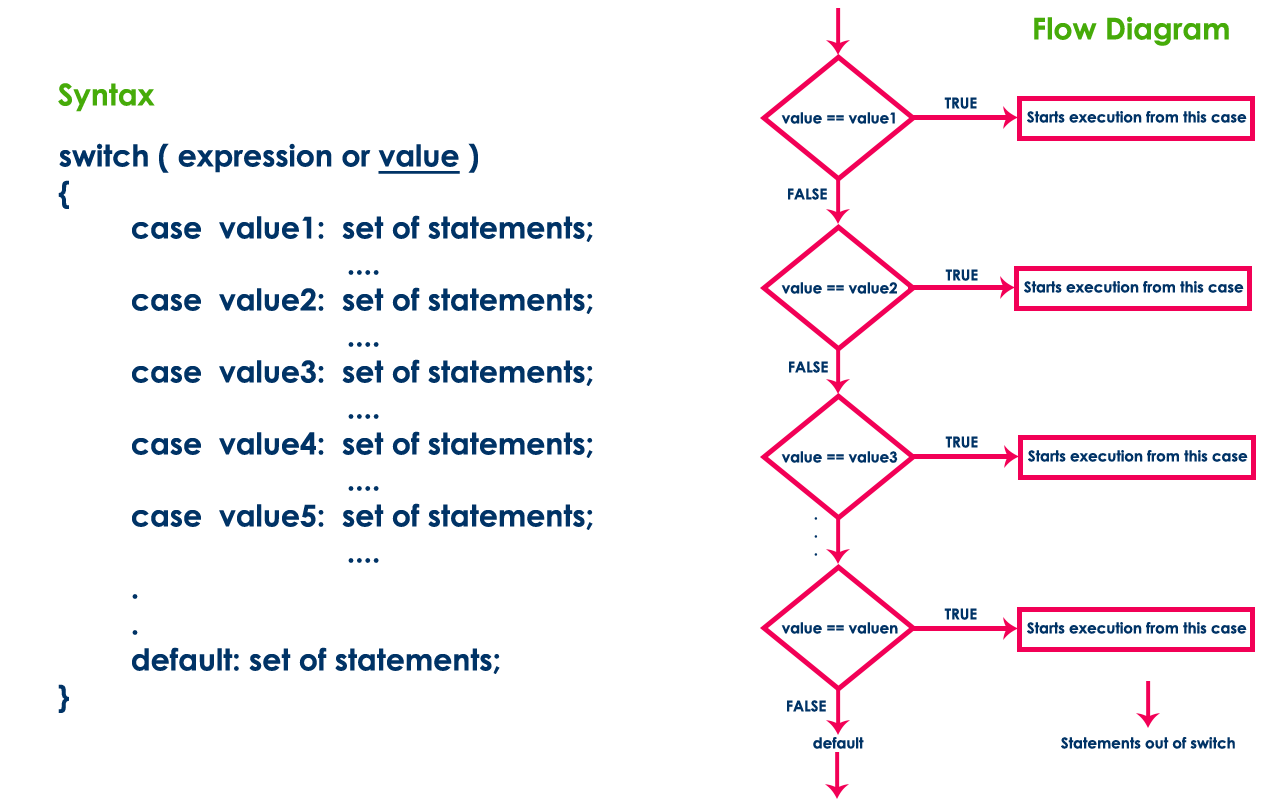 Syntax
switch ( expression or value )
{
case value1: set of statements;
....
case value2: set of statements;
....
case value3: set of statements;
....
case value4: set of statements;
....
case value5: set of statements;
....
.
.
default: set of statements;
}
Flow Diagram
value == value1
TRUE
Starts execution from this case
FALSE
value == value2
TRUE
Starts execution from this case
FALSE
value == value3
TRUE
Starts execution from this case
.
.
.
value == valuen
TRUE
Starts execution from this case
FALSE
default
Statements out of switch